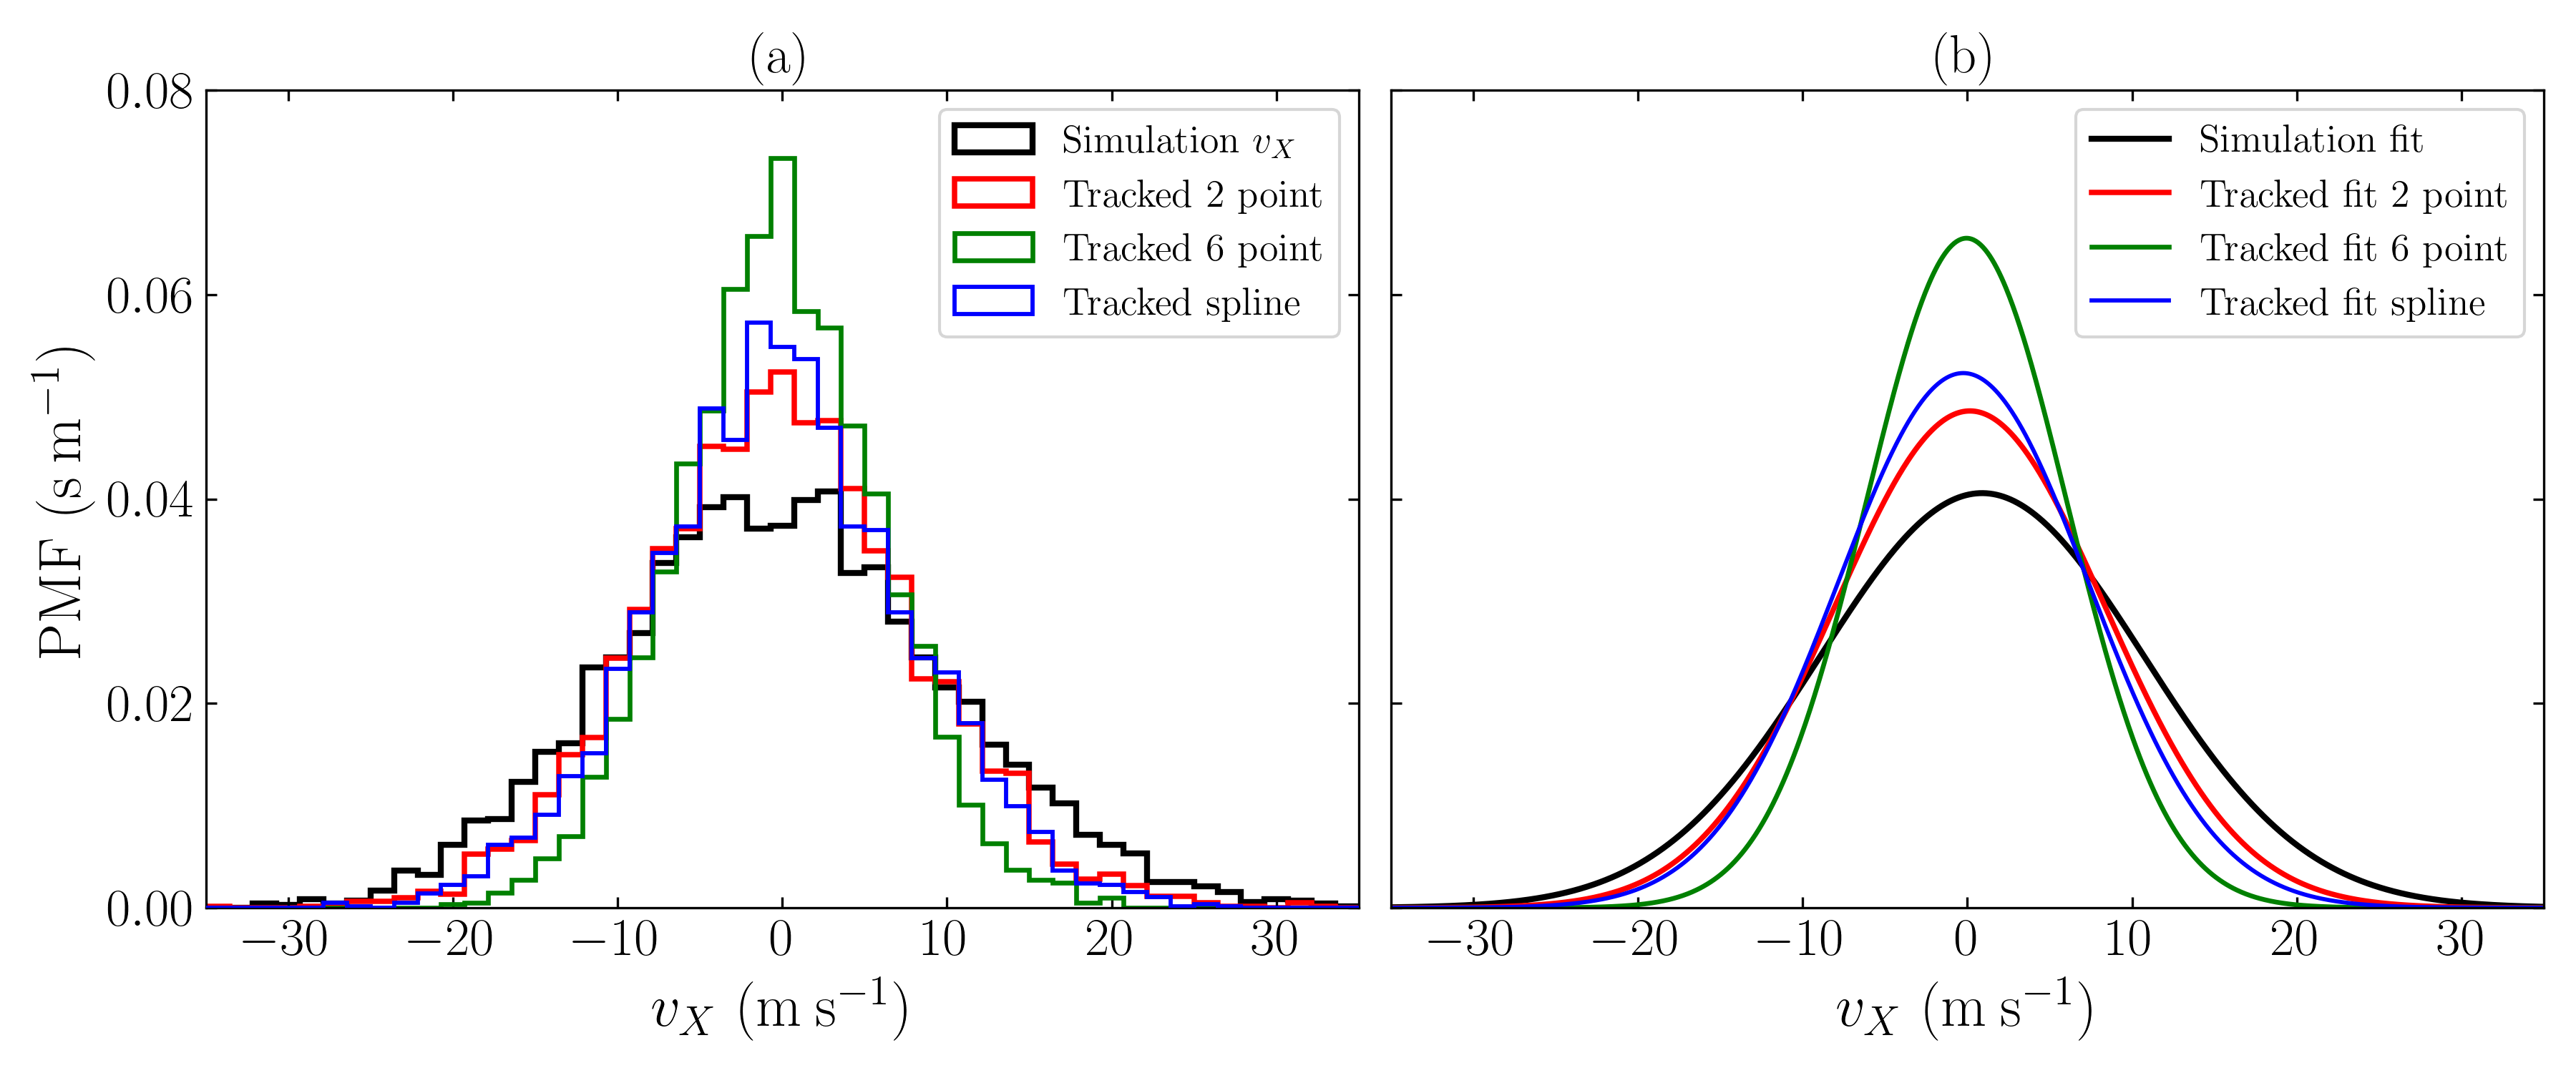 (a)
0.08
0.06
0.04
0.02
0.00
PMF (s m⁻¹)
Simulation v_X
Tracked 2 point
Tracked 6 point
Tracked spline
−30 −20 −10 0 10 20 30
v_X (m s⁻¹)
(b)
Simulation fit
Tracked fit 2 point
Tracked fit 6 point
Tracked fit spline
−30 −20 −10 0 10 20 30
v_X (m s⁻¹)